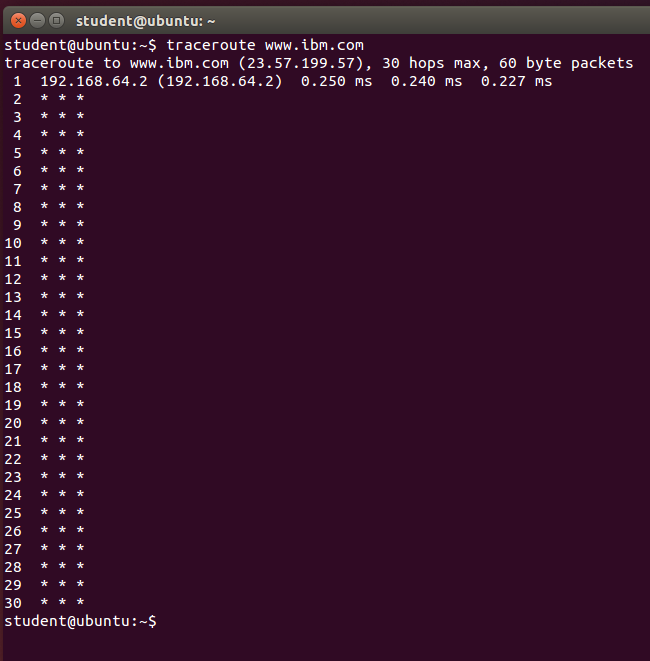 student@ubuntu: ~
student@ubuntu:~$ traceroute www.ibm.com
traceroute to www.ibm.com (23.57.199.57), 30 hops max, 60 byte packets
 1  192.168.64.2 (192.168.64.2)  0.250 ms  0.240 ms  0.227 ms
 2  * * *
 3  * * *
 4  * * *
 5  * * *
 6  * * *
 7  * * *
 8  * * *
 9  * * *
10  * * *
11  * * *
12  * * *
13  * * *
14  * * *
15  * * *
16  * * *
17  * * *
18  * * *
19  * * *
20  * * *
21  * * *
22  * * *
23  * * *
24  * * *
25  * * *
26  * * *
27  * * *
28  * * *
29  * * *
30  * * *
student@ubuntu:~$